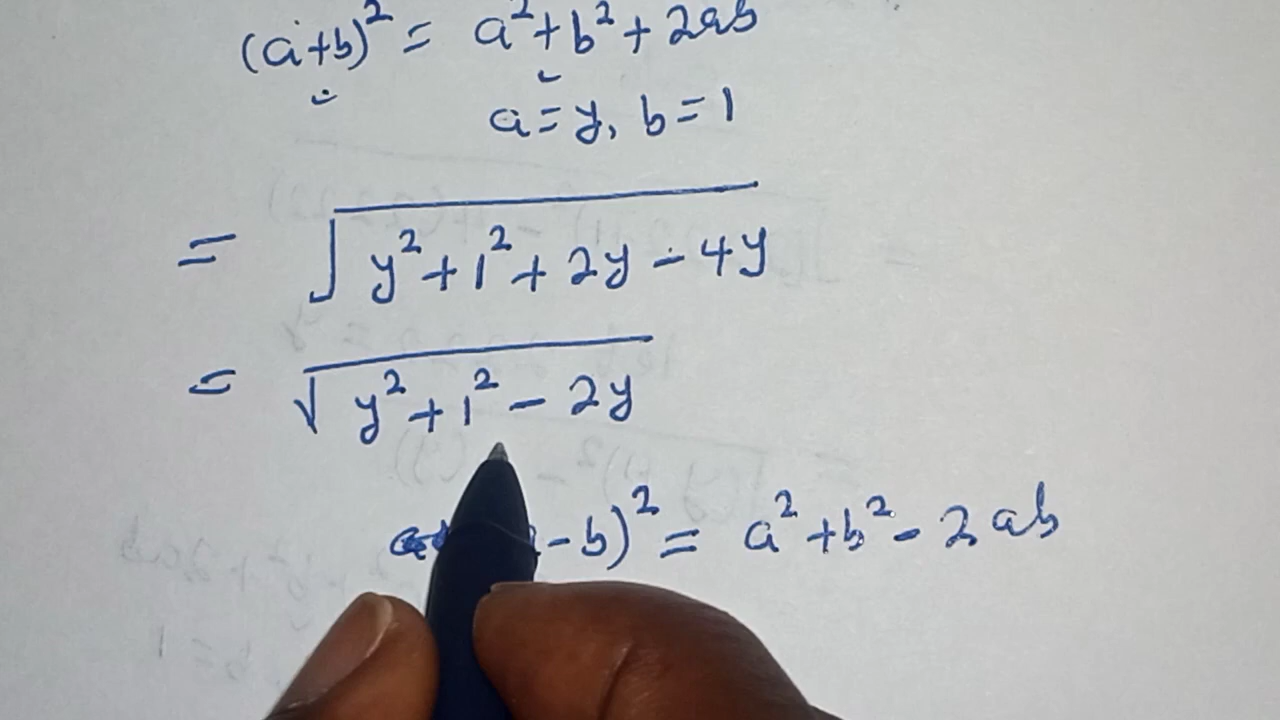 (a+b)² = a²+b²+2ab
a=y, b=1
= √y²+1²+2y-4y
= √y²+1²-2y
-b)² = a²+b²-2ab